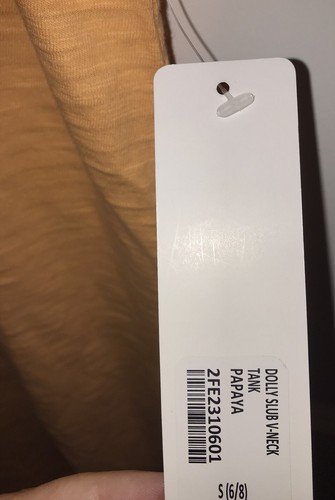 DOLLY SLUB V-NECK
TANK
PAPAYA
2FE2310601
S (6/8)